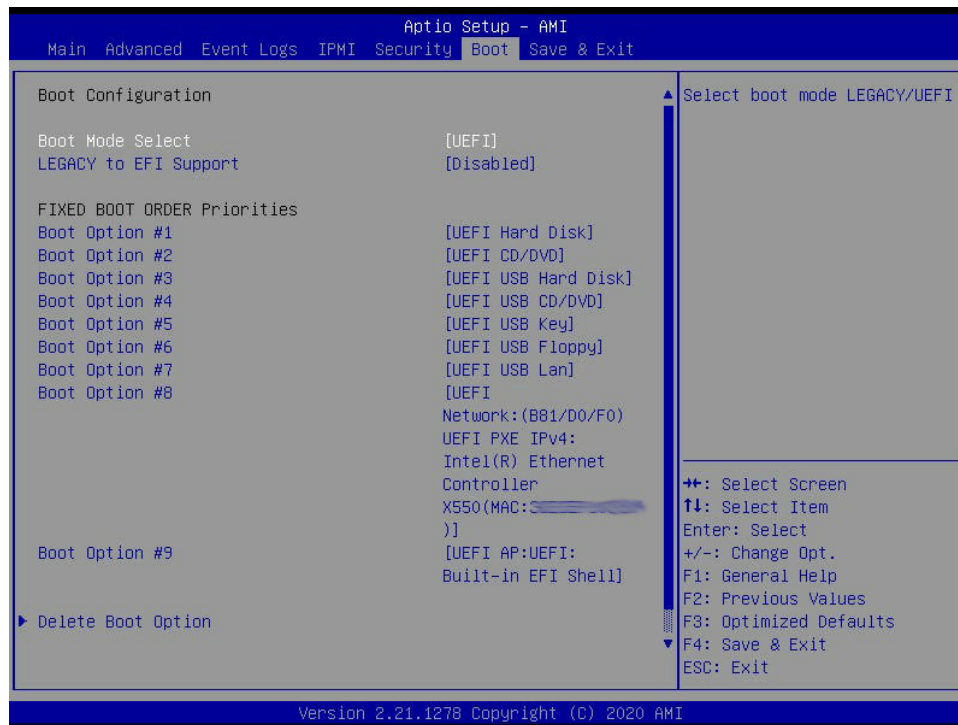 Aptio Setup – AMI
Main Advanced Event Logs IPMI Security Boot Save & Exit
Boot Configuration
Boot Mode Select [UEFI]
LEGACY to EFI Support [Disabled]
FIXED BOOT ORDER Priorities
Boot Option #1 [UEFI Hard Disk]
Boot Option #2 [UEFI CD/DVD]
Boot Option #3 [UEFI USB Hard Disk]
Boot Option #4 [UEFI USB CD/DVD]
Boot Option #5 [UEFI USB Key]
Boot Option #6 [UEFI USB Floppy]
Boot Option #7 [UEFI USB Lan]
Boot Option #8 [UEFI
Network:(B81/D0/F0)
UEFI PXE IPv4:
Intel(R) Ethernet
Controller
X550(MAC:
)]
Boot Option #9 [UEFI AP:UEFI:
Built-in EFI Shell]
Delete Boot Option
Select boot mode LEGACY/UEFI
→←: Select Screen
↑↓: Select Item
Enter: Select
+/-: Change Opt.
F1: General Help
F2: Previous Values
F3: Optimized Defaults
F4: Save & Exit
ESC: Exit
Version 2.21.1278 Copyright (C) 2020 AMI